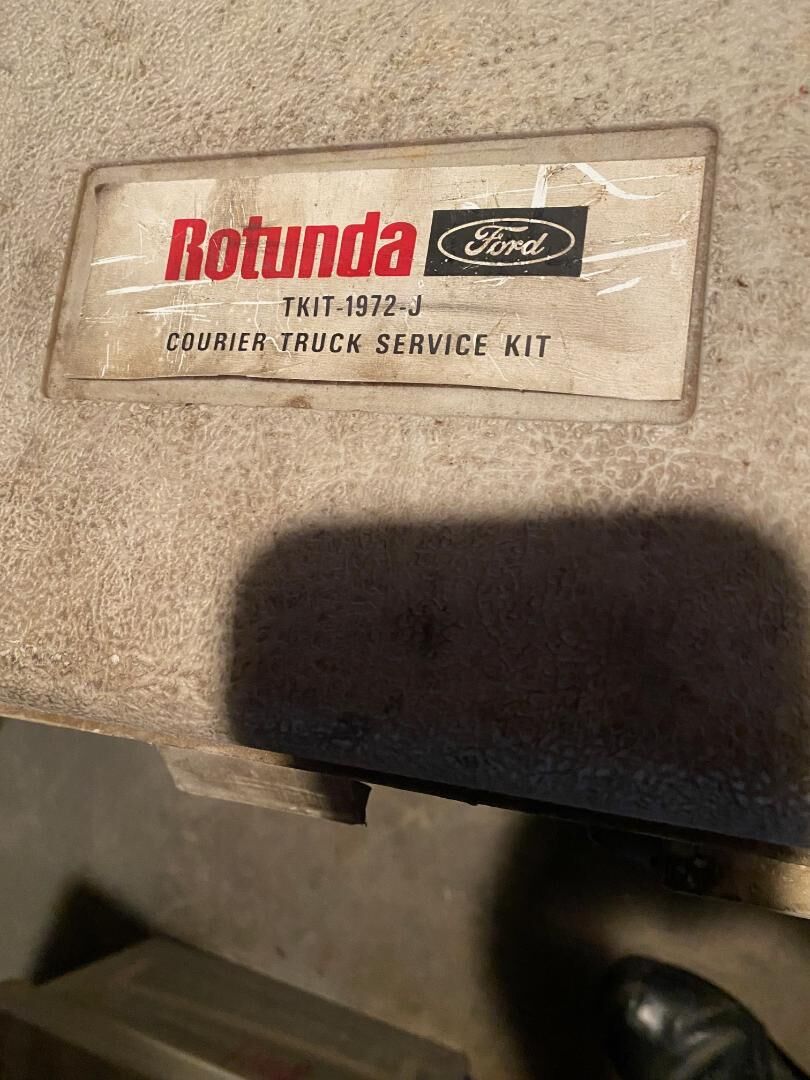 Rotunda Ford
TKIT-1972-J
COURIER TRUCK SERVICE KIT